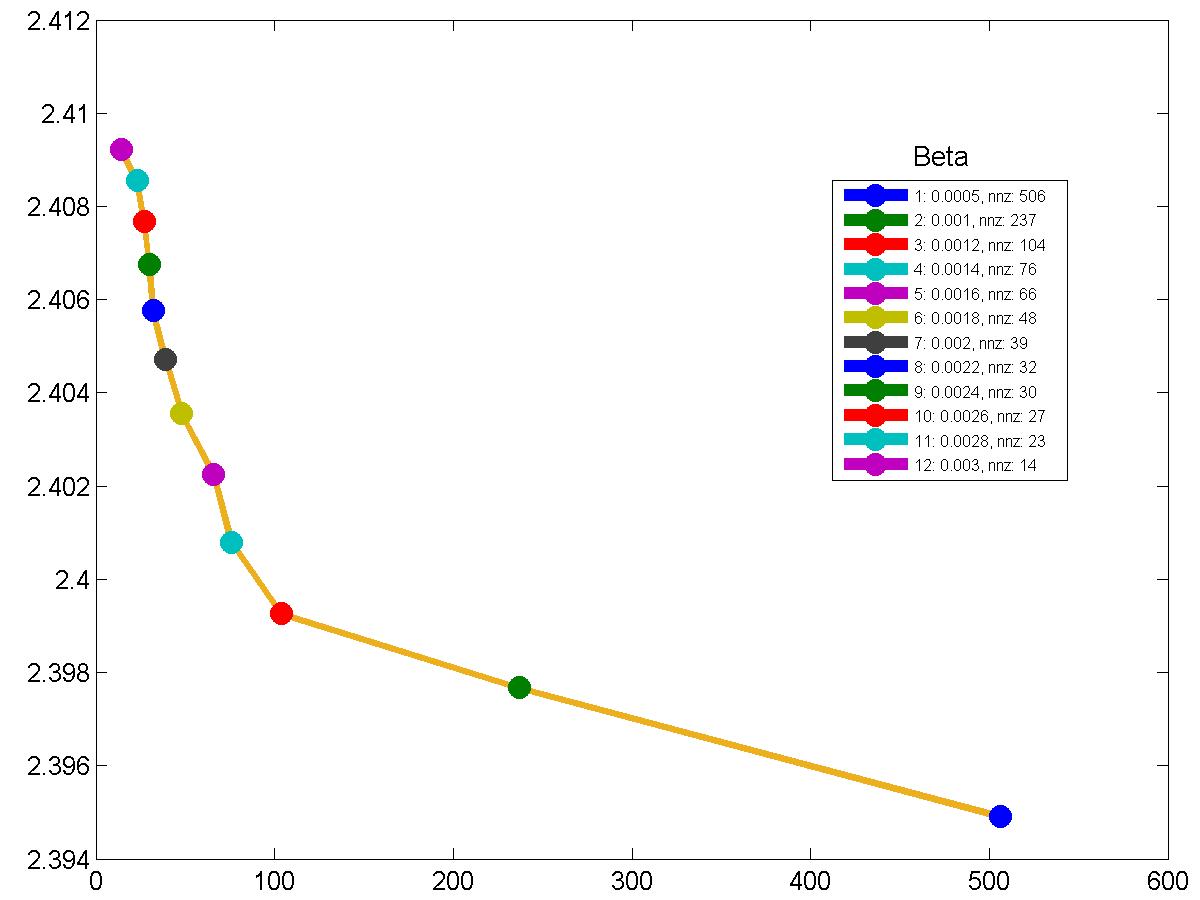 2.412
2.41
2.408
2.406
2.404
2.402
2.4
2.398
2.396
2.394
0 100 200 300 400 500 600
Beta
1: 0.0005, nnz: 506
2: 0.001, nnz: 237
3: 0.0012, nnz: 104
4: 0.0014, nnz: 76
5: 0.0016, nnz: 66
6: 0.0018, nnz: 48
7: 0.002, nnz: 39
8: 0.0022, nnz: 32
9: 0.0024, nnz: 30
10: 0.0026, nnz: 27
11: 0.0028, nnz: 23
12: 0.003, nnz: 14